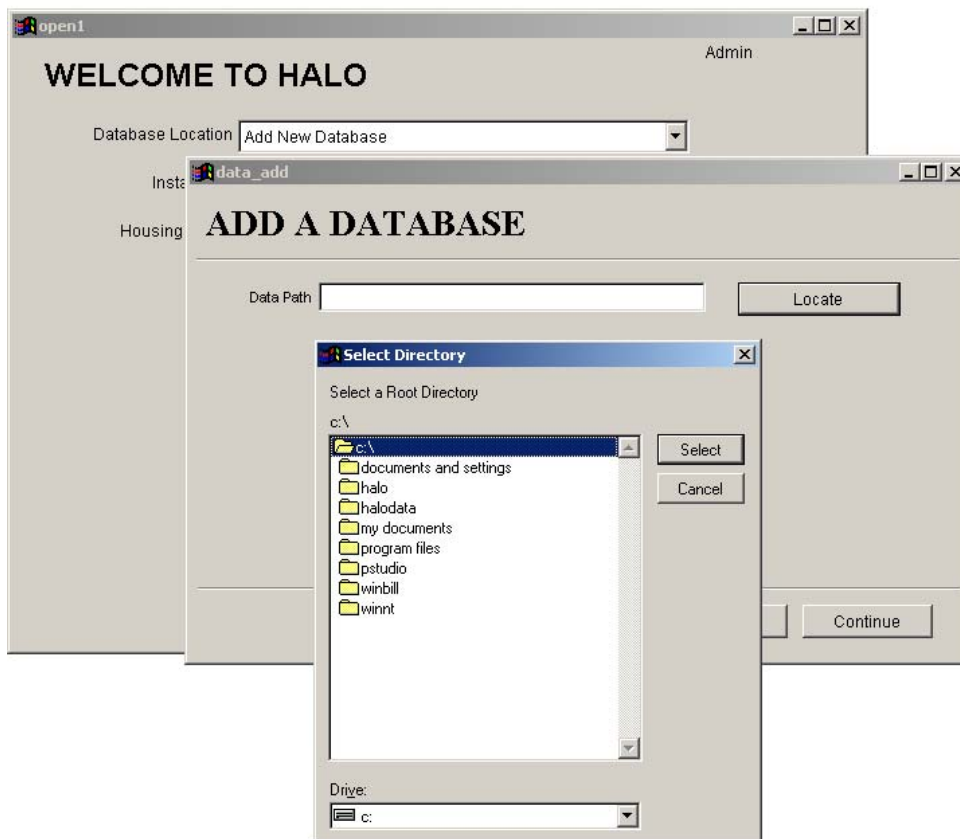 open1
Admin
WELCOME TO HALO
Database Location Add New Database
data_add
Insta
Housing
ADD A DATABASE
Data Path
Locate
Select Directory
Select a Root Directory
c:\
c:\
documents and settings
halo
halodata
my documents
program files
pstudio
winbill
winnt
Select
Cancel
Continue
Drive:
c: